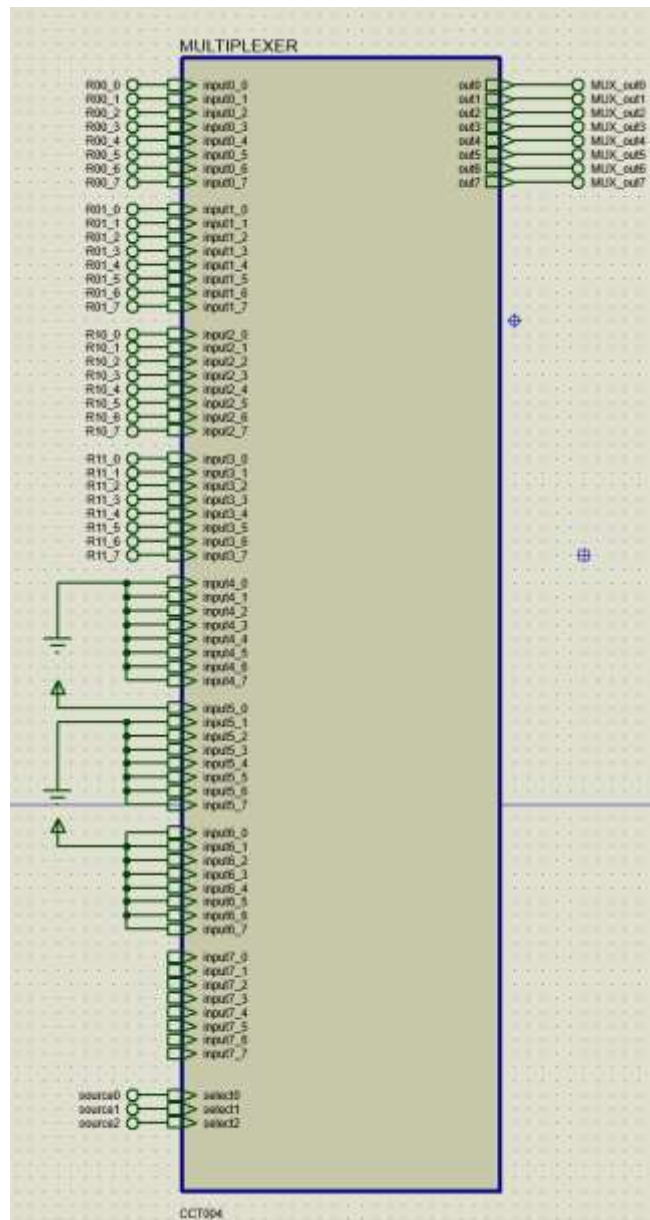 MULTIPLEXER
R00_0 input0_0 out0 MUX_out0
R00_1 input0_1 out1 MUX_out1
R00_2 input0_2 out2 MUX_out2
R00_3 input0_3 out3 MUX_out3
R00_4 input0_4 out4 MUX_out4
R00_5 input0_5 out5 MUX_out5
R00_6 input0_6 out6 MUX_out6
R00_7 input0_7 out7 MUX_out7
R01_0 input1_0
R01_1 input1_1
R01_2 input1_2
R01_3 input1_3
R01_4 input1_4
R01_5 input1_5
R01_6 input1_6
R01_7 input1_7
R10_0 input2_0
R10_1 input2_1
R10_2 input2_2
R10_3 input2_3
R10_4 input2_4
R10_5 input2_5
R10_6 input2_6
R10_7 input2_7
R11_0 input3_0
R11_1 input3_1
R11_2 input3_2
R11_3 input3_3
R11_4 input3_4
R11_5 input3_5
R11_6 input3_6
R11_7 input3_7
input4_0
input4_1
input4_2
input4_3
input4_4
input4_5
input4_6
input4_7
input5_0
input5_1
input5_2
input5_3
input5_4
input5_5
input5_6
input5_7
input6_0
input6_1
input6_2
input6_3
input6_4
input6_5
input6_6
input6_7
input7_0
input7_1
input7_2
input7_3
input7_4
input7_5
input7_6
input7_7
source0 select0
source1 select1
source2 select2
CCT004